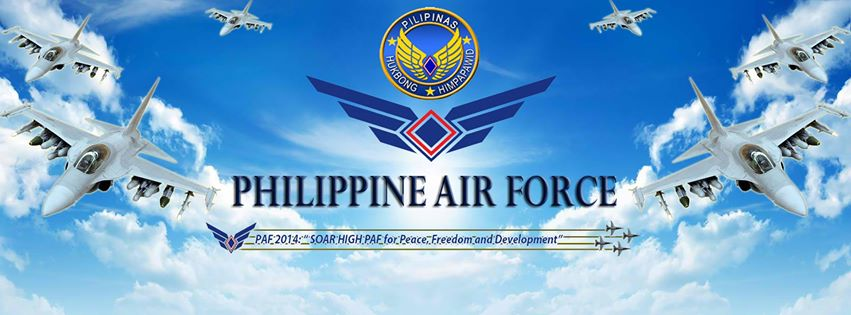 PILIPINAS
HUKBONG HIMPAPAWID
PHILIPPINE AIR FORCE
PAF 2014: " SOAR HIGH PAF for Peace, Freedom and Development"